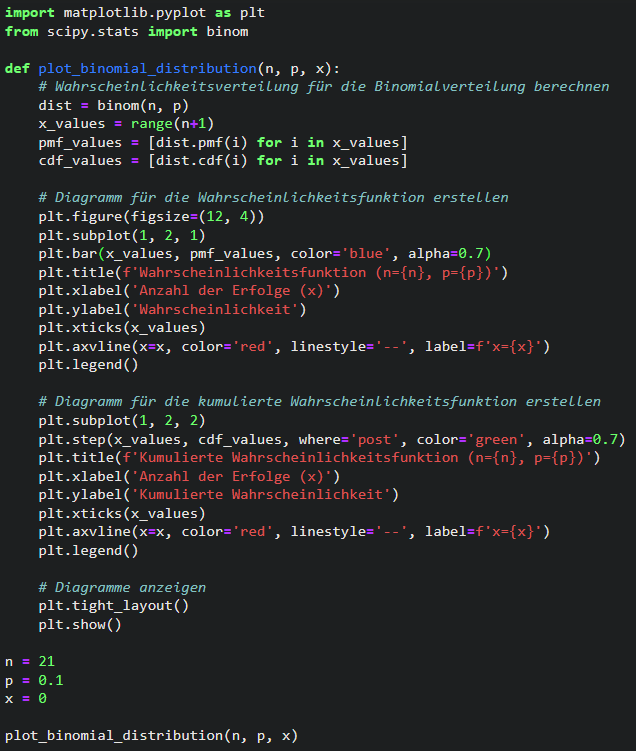 import matplotlib.pyplot as plt
from scipy.stats import binom

def plot_binomial_distribution(n, p, x):
    # Wahrscheinlichkeitsverteilung für die Binomialverteilung berechnen
    dist = binom(n, p)
    x_values = range(n+1)
    pmf_values = [dist.pmf(i) for i in x_values]
    cdf_values = [dist.cdf(i) for i in x_values]

    # Diagramm für die Wahrscheinlichkeitsfunktion erstellen
    plt.figure(figsize=(12, 4))
    plt.subplot(1, 2, 1)
    plt.bar(x_values, pmf_values, color='blue', alpha=0.7)
    plt.title(f'Wahrscheinlichkeitsfunktion (n={n}, p={p})')
    plt.xlabel('Anzahl der Erfolge (x)')
    plt.ylabel('Wahrscheinlichkeit')
    plt.xticks(x_values)
    plt.axvline(x=x, color='red', linestyle='--', label=f'x={x}')
    plt.legend()

    # Diagramm für die kumulierte Wahrscheinlichkeitsfunktion erstellen
    plt.subplot(1, 2, 2)
    plt.step(x_values, cdf_values, where='post', color='green', alpha=0.7)
    plt.title(f'Kumulierte Wahrscheinlichkeitsfunktion (n={n}, p={p})')
    plt.xlabel('Anzahl der Erfolge (x)')
    plt.ylabel('Kumulierte Wahrscheinlichkeit')
    plt.xticks(x_values)
    plt.axvline(x=x, color='red', linestyle='--', label=f'x={x}')
    plt.legend()

    # Diagramme anzeigen
    plt.tight_layout()
    plt.show()

n = 21
p = 0.1
x = 0

plot_binomial_distribution(n, p, x)